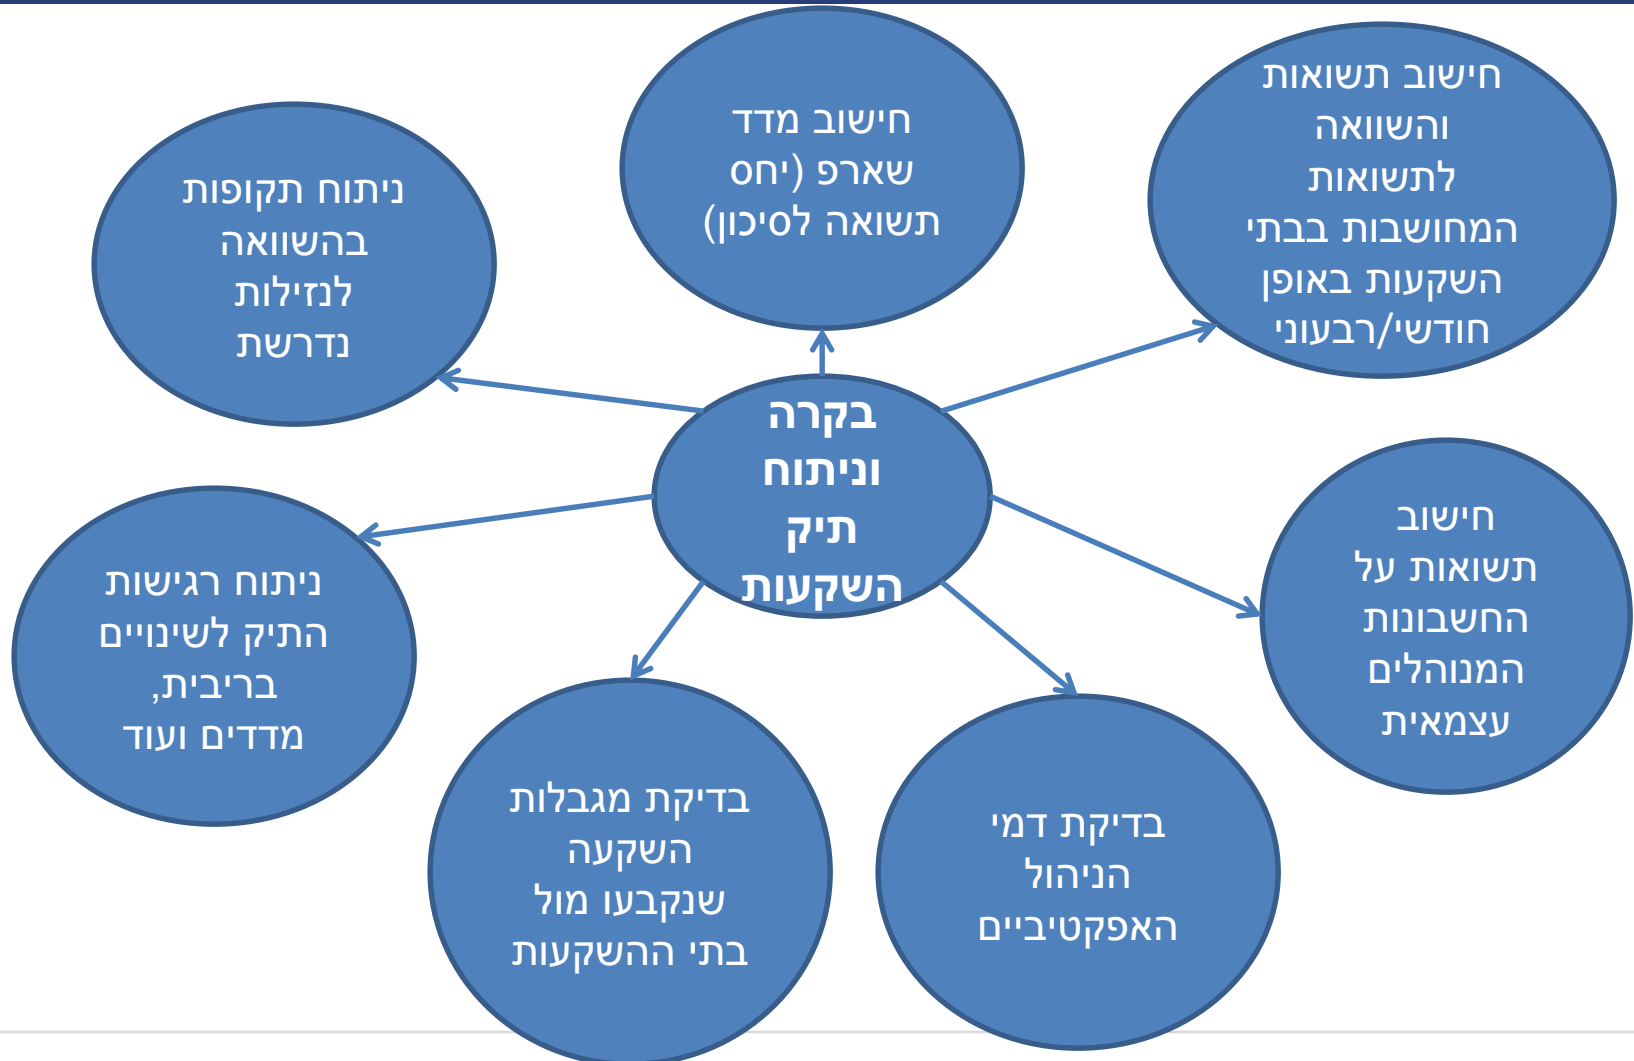 חישוב תשואות
והשוואה
לתשואות
המחושבות בבתי
השקעות באופן
חודשי/רבעוני
חישוב מדד
שארפ (יחס
תשואה לסיכון)
ניתוח תקופות
בהשוואה
לנזילות
נדרשת
בקרה
וניתוח
תיק
השקעות
חישוב
תשואות על
החשבונות
המנוהלים
עצמאית
ניתוח רגישות
התיק לשינויים
בריבית,
מדדים ועוד
בדיקת דמי
הניהול
האפקטיביים
בדיקת מגבלות
השקעה
שנקבעו מול
בתי ההשקעות